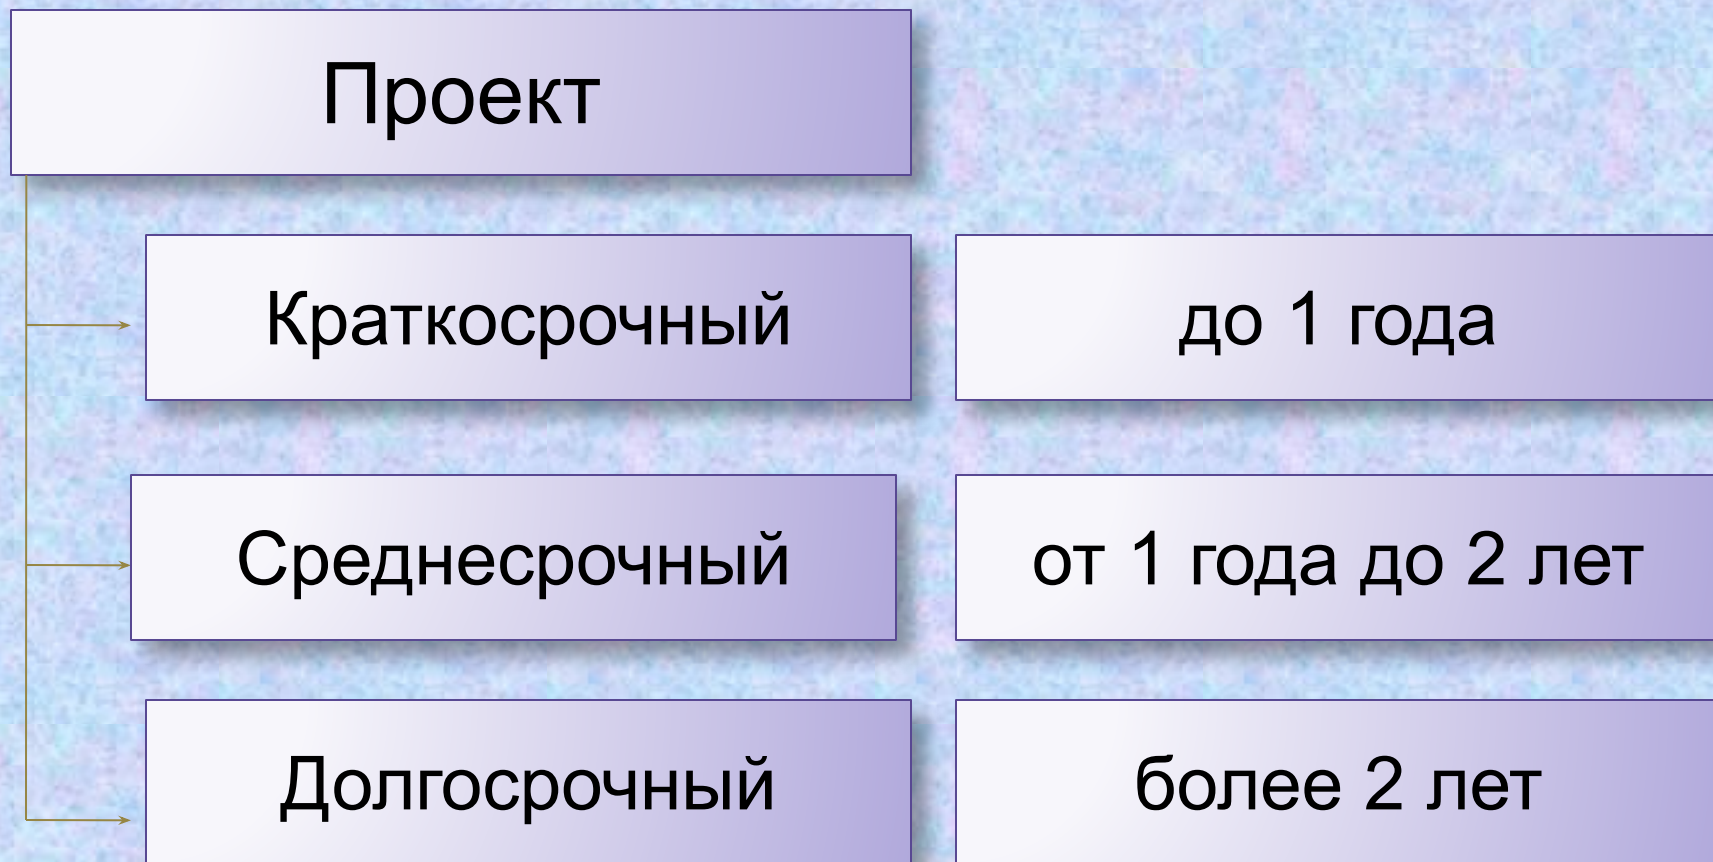 Проект
Краткосрочный
до 1 года
Среднесрочный
от 1 года до 2 лет
Долгосрочный
более 2 лет